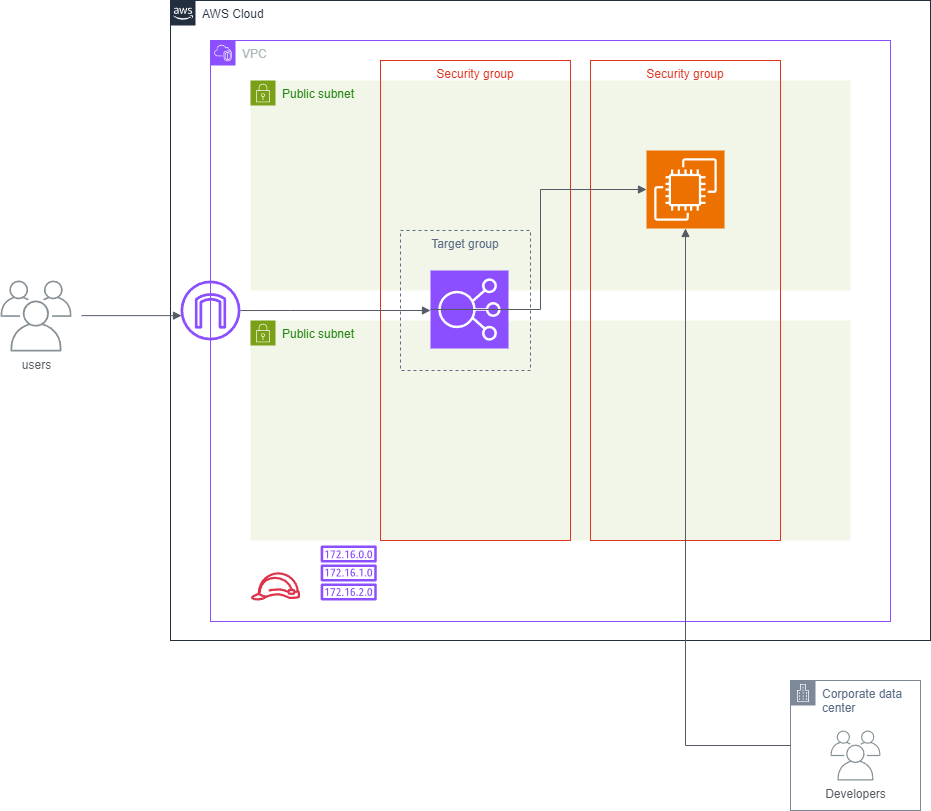 aws
AWS Cloud
VPC
Security group
Security group
Public subnet
Target group
Public subnet
users
172.16.0.0
172.16.1.0
172.16.2.0
Corporate data
center
Developers